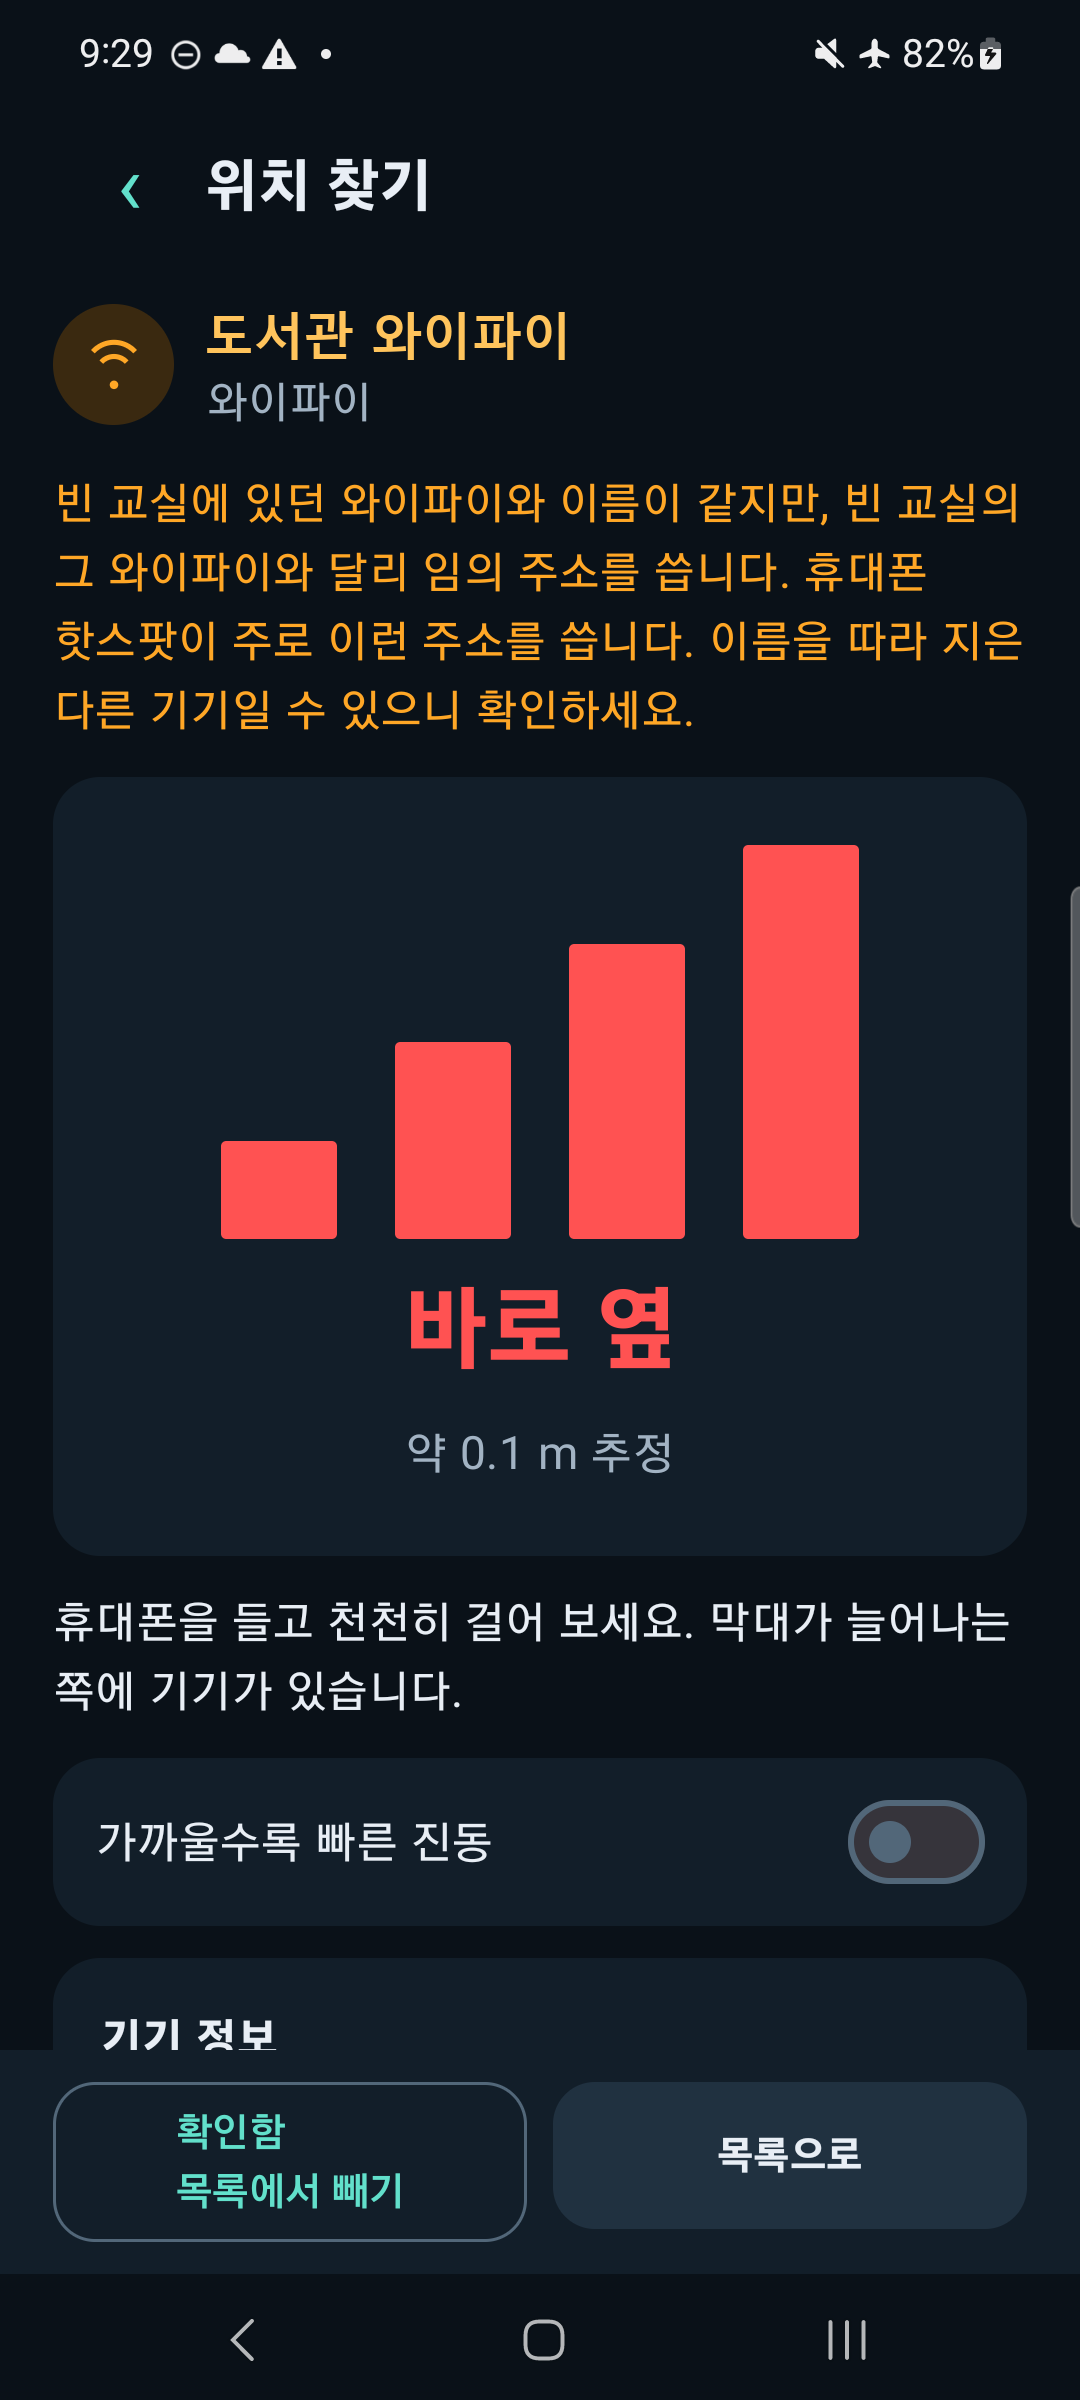 9:29
82%
위치 찾기
도서관 와이파이
와이파이
빈 교실에 있던 와이파이와 이름이 같지만, 빈 교실의
그 와이파이와 달리 임의 주소를 씁니다. 휴대폰
핫스팟이 주로 이런 주소를 씁니다. 이름을 따라 지은
다른 기기일 수 있으니 확인하세요.
바로 옆
약 0.1 m 추정
휴대폰을 들고 천천히 걸어 보세요. 막대가 늘어나는
쪽에 기기가 있습니다.
가까울수록 빠른 진동
기기 정보
확인함
목록에서 빼기
목록으로